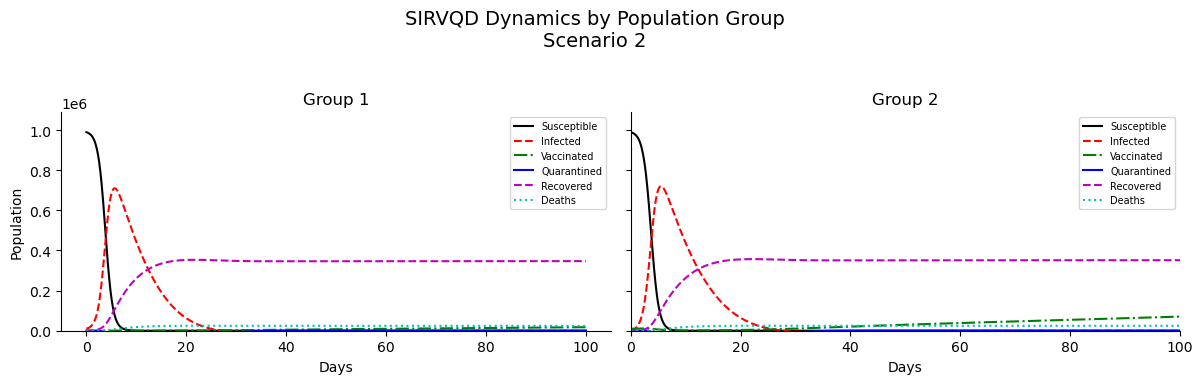 SIRVQD Dynamics by Population Group
Scenario 2
Group 1
1e6
Population
1.0
0.8
0.6
0.4
0.2
0.0
Susceptible
Infected
Vaccinated
Quarantined
Recovered
Deaths
0 20 40 60 80 100
Days
Group 2
Susceptible
Infected
Vaccinated
Quarantined
Recovered
Deaths
0 20 40 60 80 100
Days